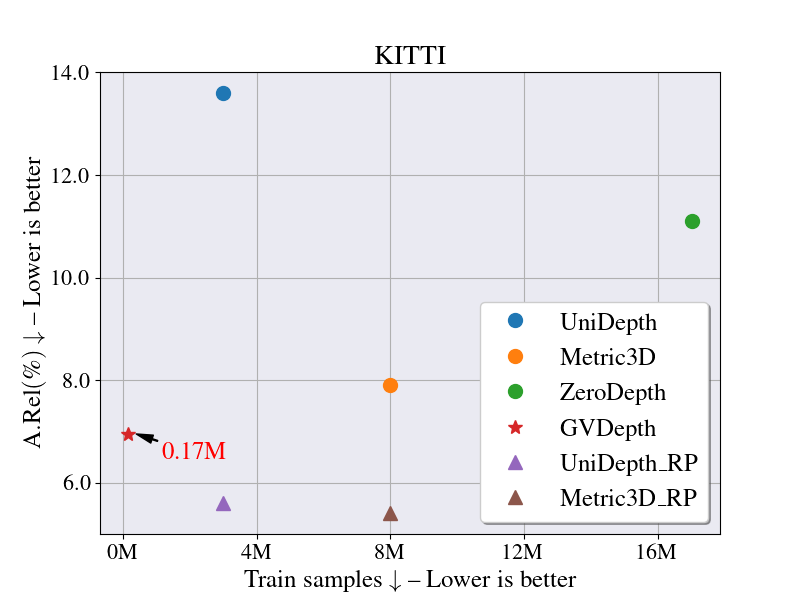 KITTI
14.0
12.0
10.0
8.0
6.0
A.Rel(%) ↓ – Lower is better
0.17M
UniDepth
Metric3D
ZeroDepth
GVDepth
UniDepth_RP
Metric3D_RP
0M 4M 8M 12M 16M
Train samples ↓ – Lower is better